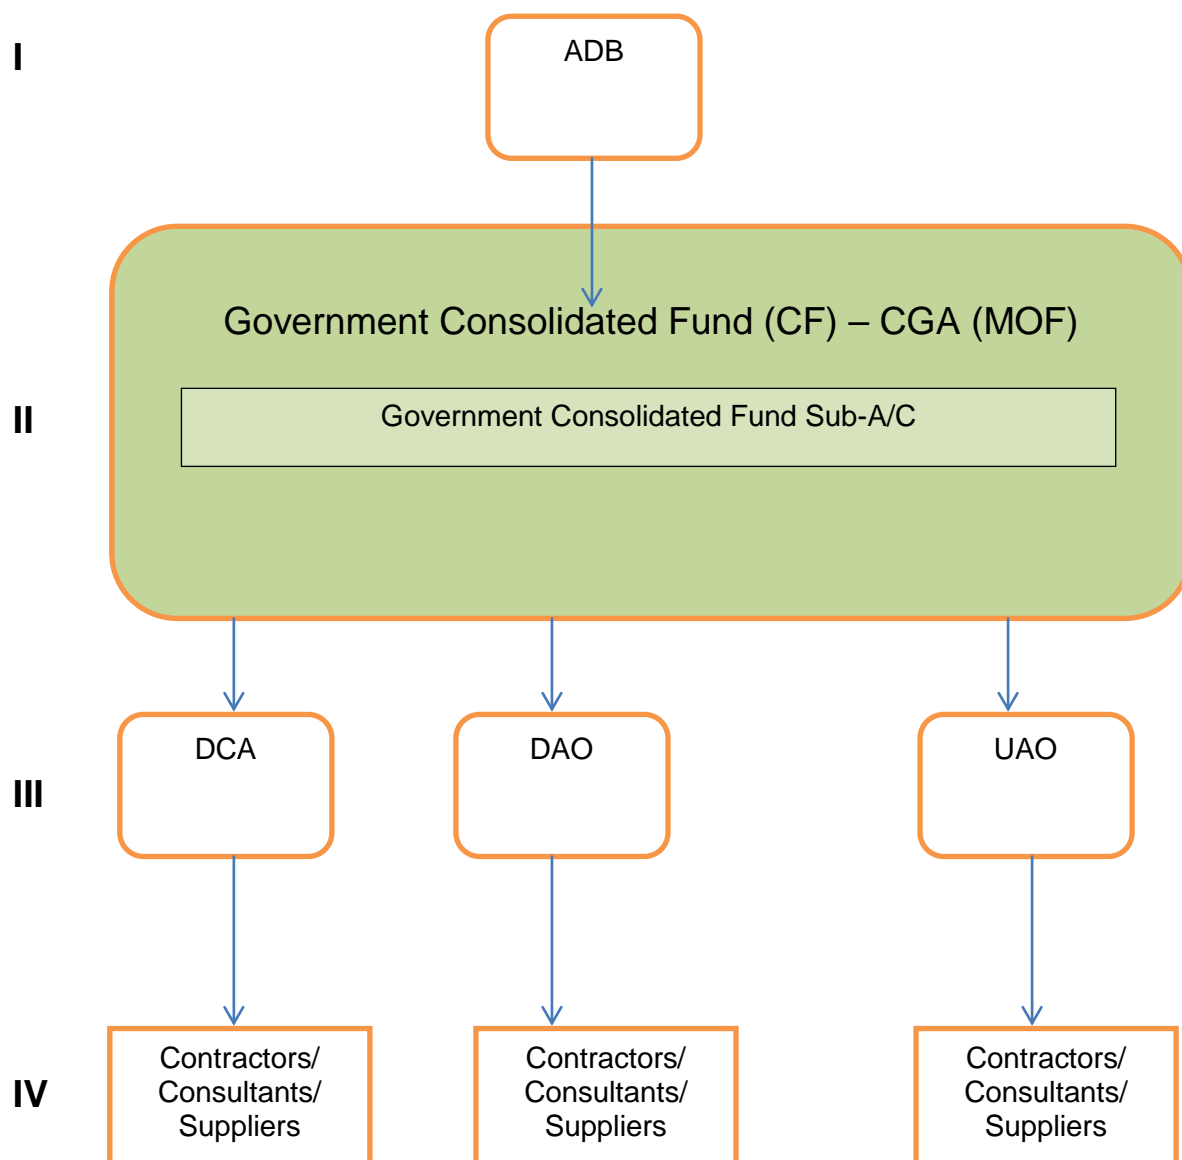 I
ADB
Government Consolidated Fund (CF) – CGA (MOF)
II
Government Consolidated Fund Sub-A/C
III
DCA
DAO
UAO
IV
Contractors/
Consultants/
Suppliers
Contractors/
Consultants/
Suppliers
Contractors/
Consultants/
Suppliers